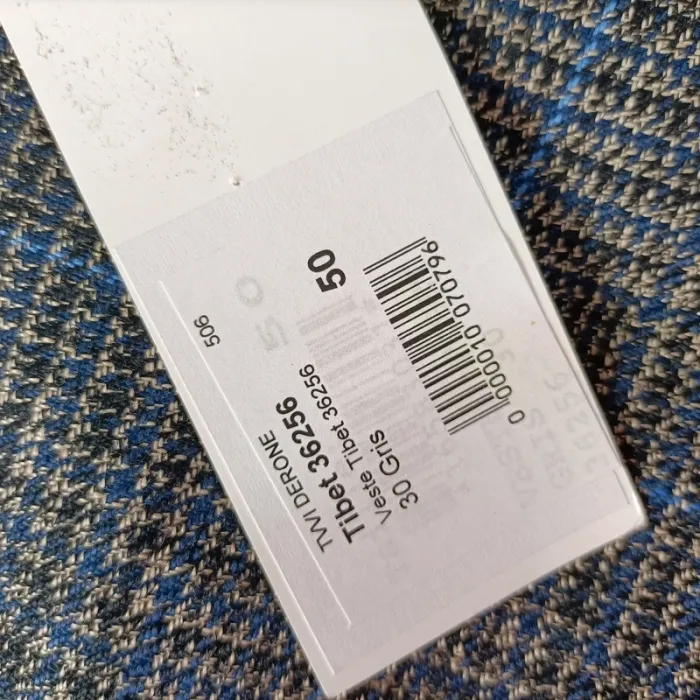 506
TWI DERONE
Tibet 36256
Veste Tibet 36256
30 Gris
50
0 000010 070796